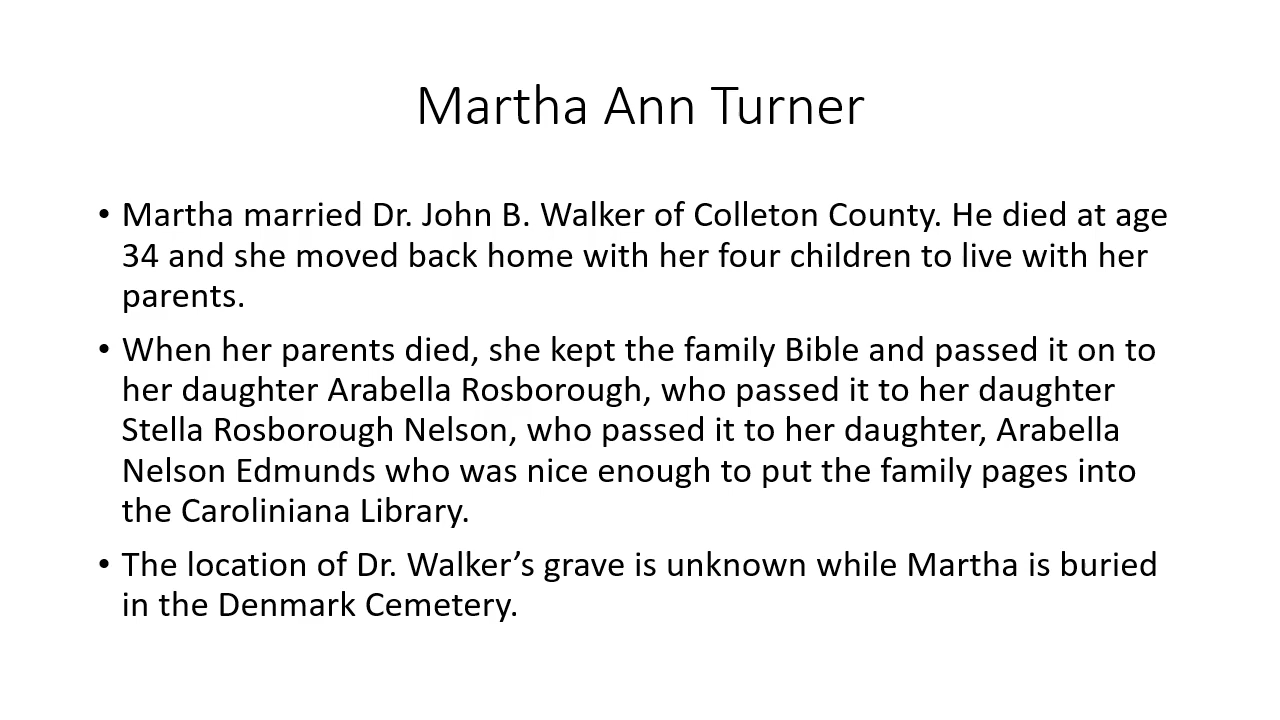 Martha Ann Turner
• Martha married Dr. John B. Walker of Colleton County. He died at age
34 and she moved back home with her four children to live with her
parents.
• When her parents died, she kept the family Bible and passed it on to
her daughter Arabella Rosborough, who passed it to her daughter
Stella Rosborough Nelson, who passed it to her daughter, Arabella
Nelson Edmunds who was nice enough to put the family pages into
the Caroliniana Library.
• The location of Dr. Walker’s grave is unknown while Martha is buried
in the Denmark Cemetery.